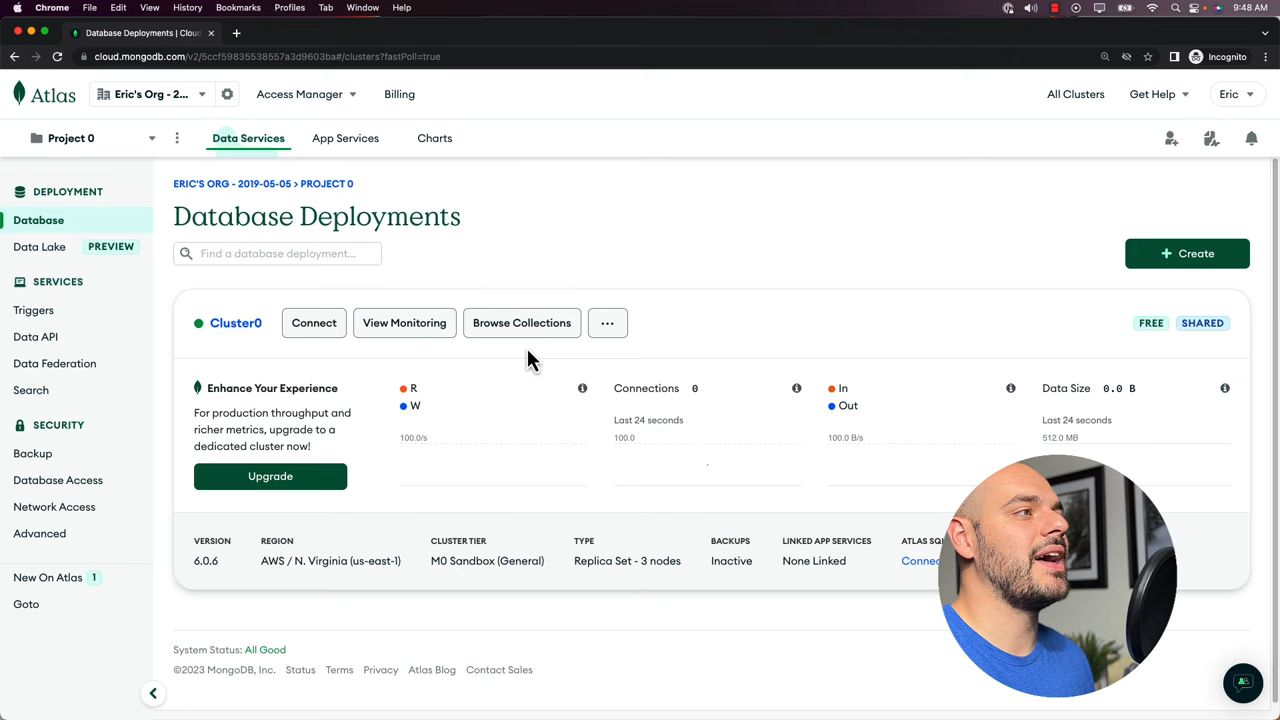 Chrome File Edit View History Bookmarks Profiles Tab Window Help 9:48 AM
Database Deployments | Cloud
cloud.mongodb.com/v2/5ccf59835538557a3d9603ba#/clusters?fastPoll=true Incognito
Atlas Eric's Org - 2... Access Manager Billing All Clusters Get Help Eric
Project 0 Data Services App Services Charts
DEPLOYMENT
Database
Data Lake PREVIEW
SERVICES
Triggers
Data API
Data Federation
Search
SECURITY
Backup
Database Access
Network Access
Advanced
New On Atlas 1
Goto
ERIC'S ORG - 2019-05-05 > PROJECT 0
Database Deployments
Find a database deployment...
+ Create
Cluster0 Connect View Monitoring Browse Collections ... FREE SHARED
Enhance Your Experience
For production throughput and
richer metrics, upgrade to a
dedicated cluster now!
Upgrade
R
W
100.0/s
Connections 0
Last 24 seconds
100.0
In
Out
100.0 B/s
Data Size 0.0 B
Last 24 seconds
512.0 MB
VERSION REGION CLUSTER TIER TYPE BACKUPS LINKED APP SERVICES ATLAS SQL
6.0.6 AWS / N. Virginia (us-east-1) M0 Sandbox (General) Replica Set - 3 nodes Inactive None Linked Connec
System Status: All Good
©2023 MongoDB, Inc. Status Terms Privacy Atlas Blog Contact Sales